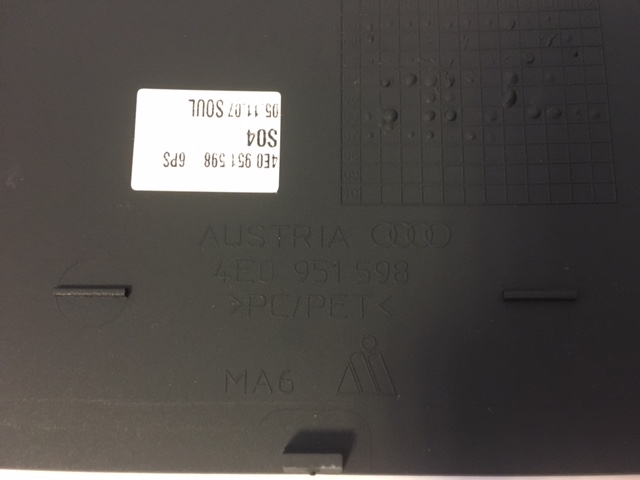 4E0 951 598 6PS
S04
05.11.07 SOUL
AUSTRIA
4E0 951 598
>PC/PET<
MA6